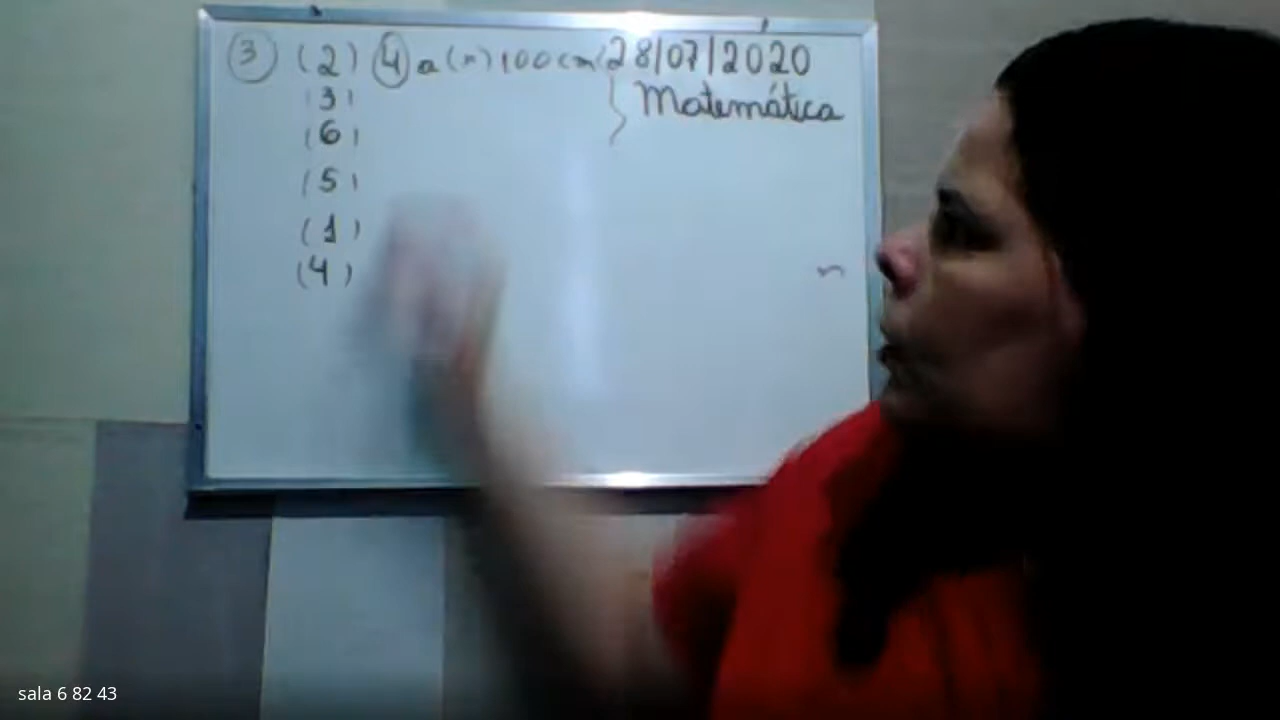 ③ (2) ④ a (n) 100 cm 28/07/2020
(3) Matemática
(6)
(5)
(1)
(4)
sala 6 82 43